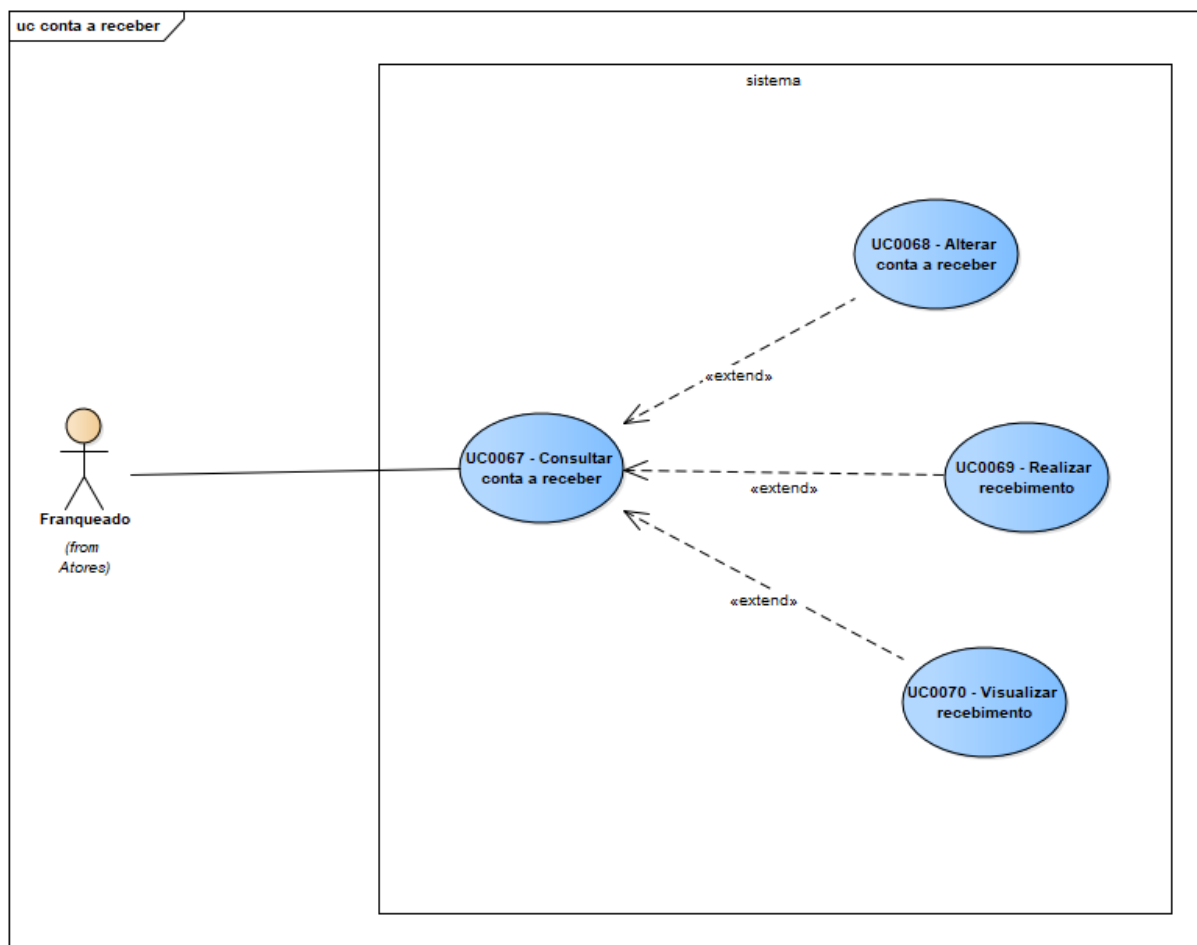 uc conta a receber
sistema
UC0068 - Alterar
conta a receber
«extend»
UC0067 - Consultar
conta a receber
UC0069 - Realizar
recebimento
«extend»
Franqueado
(from
Atores)
«extend»
UC0070 - Visualizar
recebimento